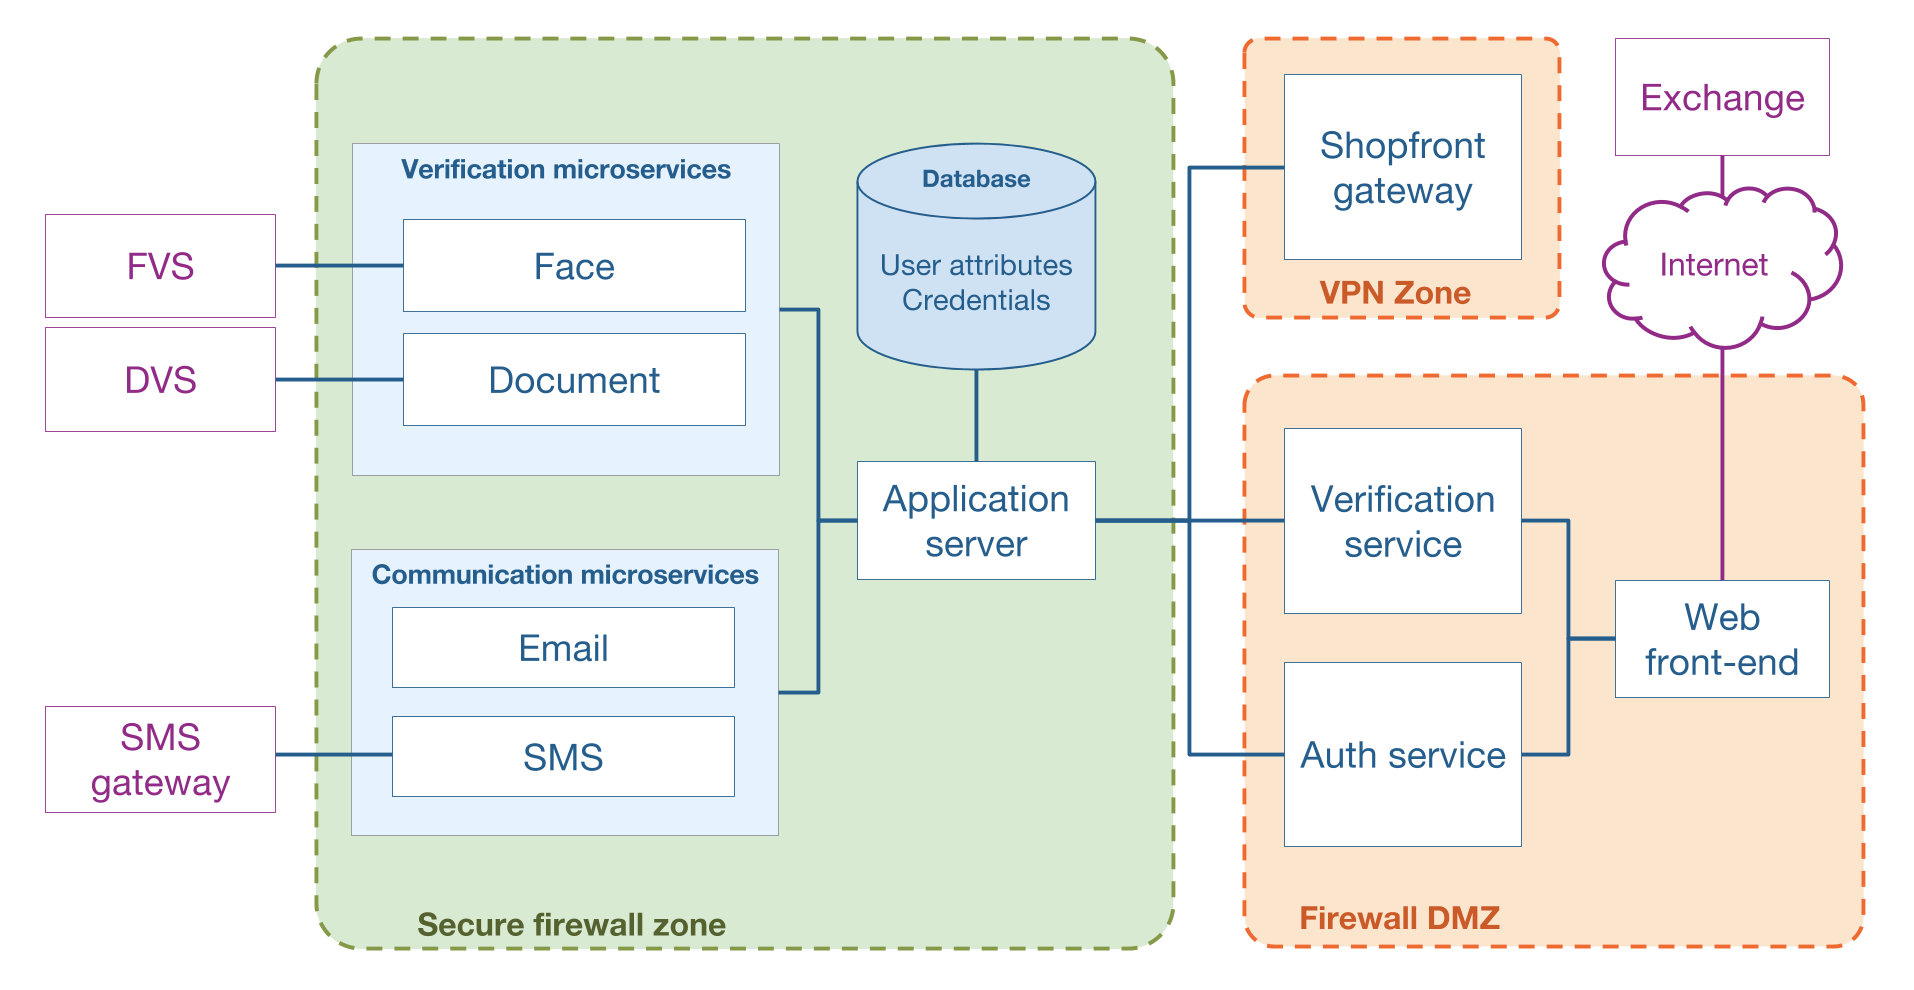 FVS
DVS
SMS
gateway
Verification microservices
Face
Document
Communication microservices
Email
SMS
Secure firewall zone
Database
User attributes
Credentials
Application
server
Shopfront
gateway
VPN Zone
Exchange
Internet
Verification
service
Auth service
Web
front-end
Firewall DMZ